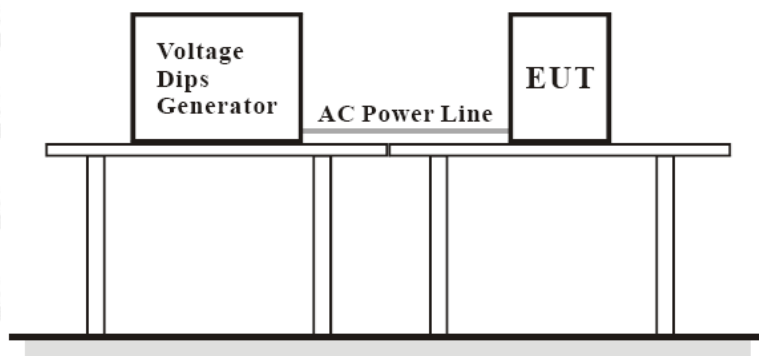 Voltage
Dips
Generator
AC Power Line
EUT